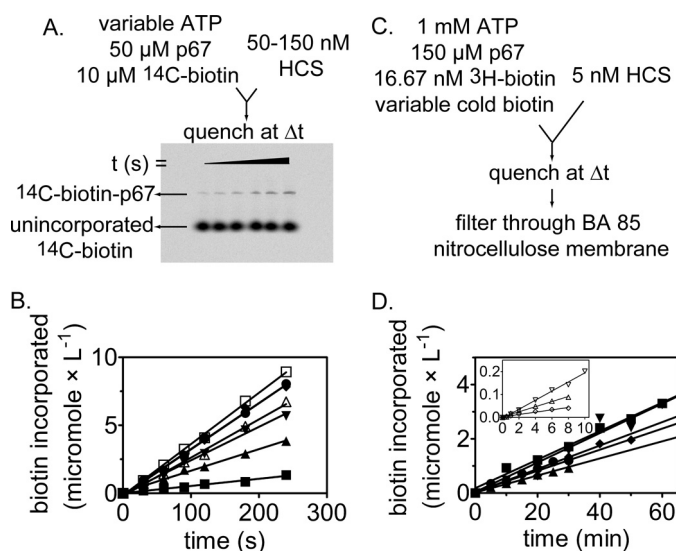 A.
variable ATP
50 µM p67
10 µM ¹⁴C-biotin
50-150 nM
HCS
quench at Δt
t (s) =
¹⁴C-biotin-p67
unincorporated
¹⁴C-biotin
C.
1 mM ATP
150 µM p67
16.67 nM ³H-biotin
variable cold biotin
5 nM HCS
quench at Δt
filter through BA 85
nitrocellulose membrane
B.
biotin incorporated
(micromole × L⁻¹)
10
5
0
0 100 200 300
time (s)
D.
biotin incorporated
(micromole × L⁻¹)
4
2
0
0.2
0.1
0.0
0 2 4 6 8 10
0 20 40 60
time (min)